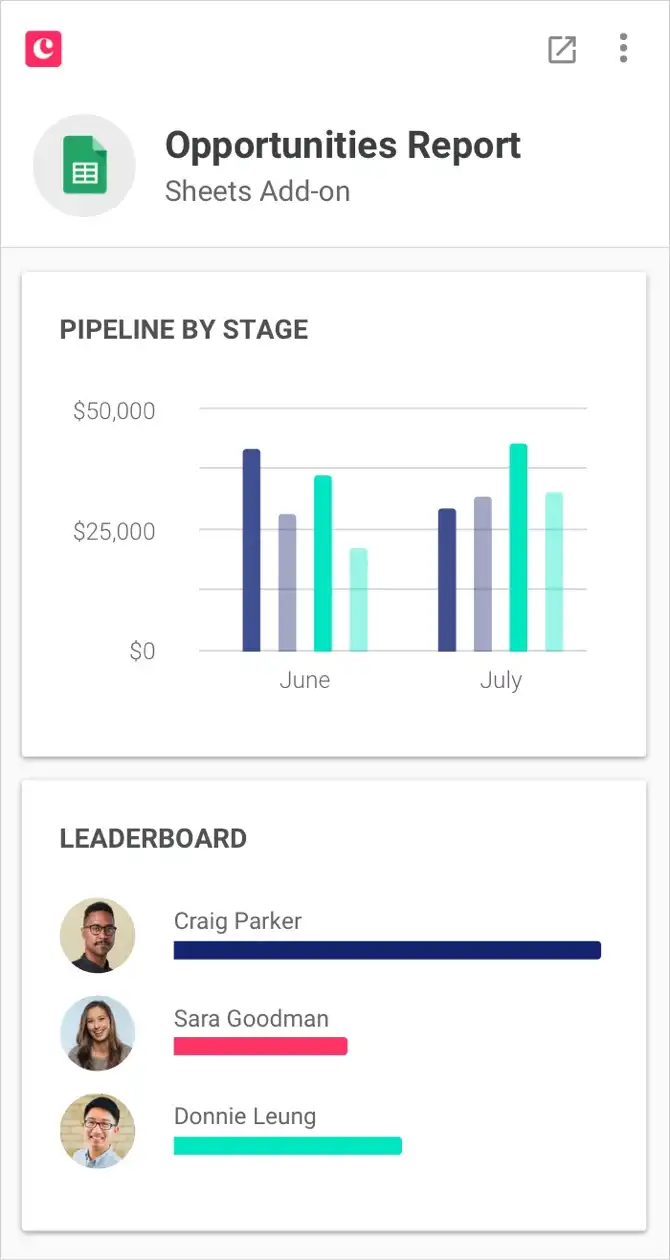 Opportunities Report
Sheets Add-on
PIPELINE BY STAGE
$50,000
$25,000
$0
June
July
LEADERBOARD
Craig Parker
Sara Goodman
Donnie Leung